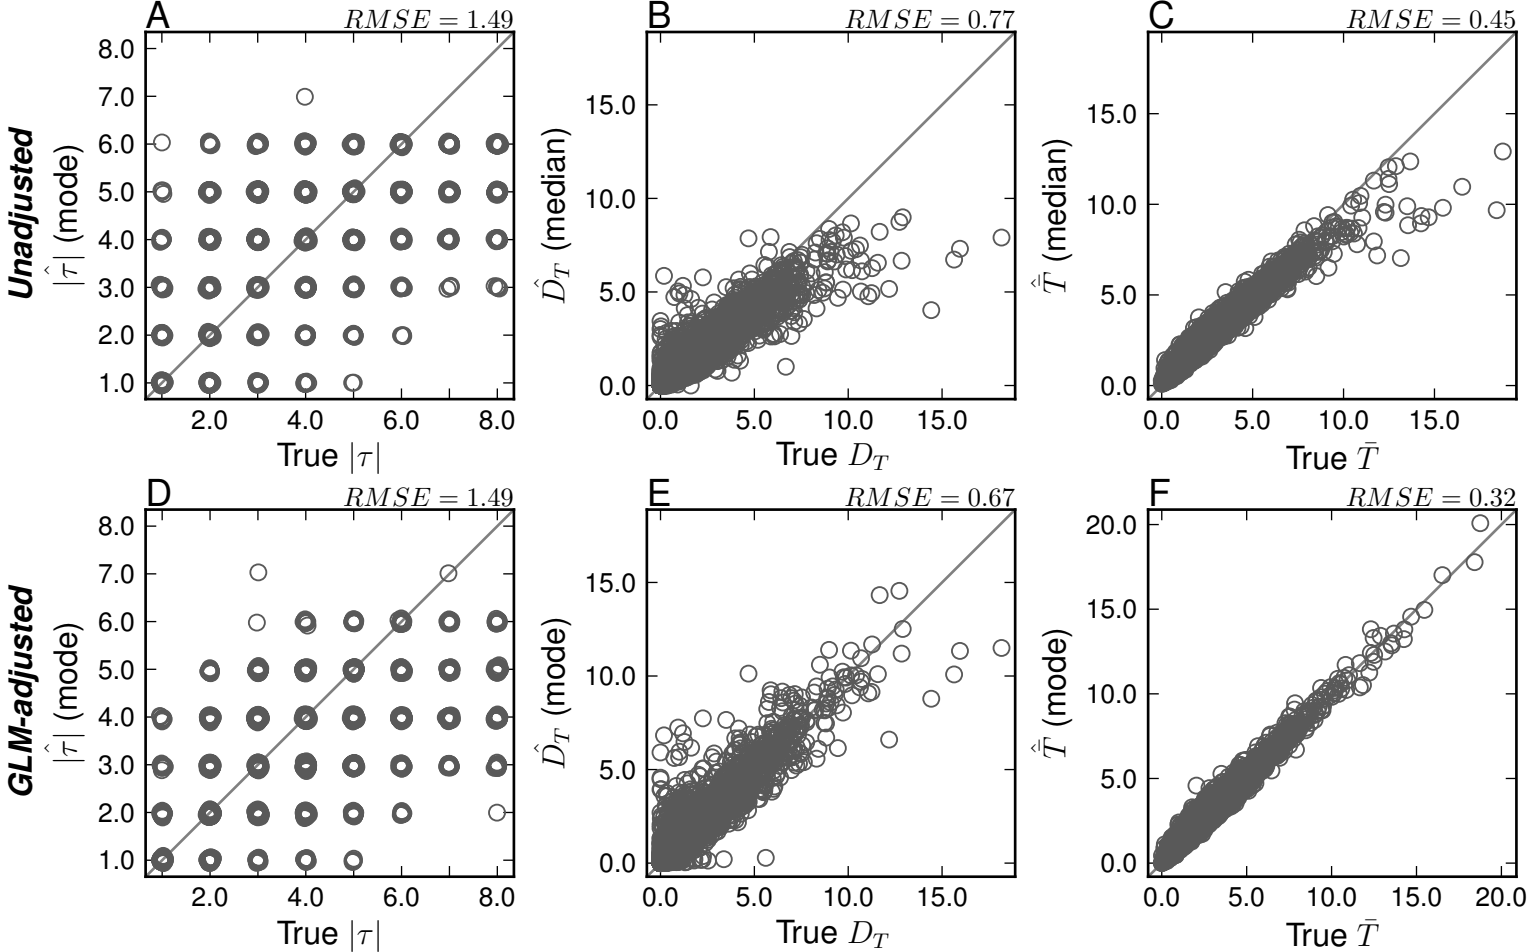 A RMSE = 1.49
B RMSE = 0.77
C RMSE = 0.45
Unadjusted
|τ̂| (mode)
8.0
7.0
6.0
5.0
4.0
3.0
2.0
1.0
2.0 4.0 6.0 8.0
True |τ|
D̂_T (median)
15.0
10.0
5.0
0.0
0.0 5.0 10.0 15.0
True D_T
T̄̂ (median)
15.0
10.0
5.0
0.0
0.0 5.0 10.0 15.0
True T̄
D RMSE = 1.49
E RMSE = 0.67
F RMSE = 0.32
GLM-adjusted
|τ̂| (mode)
8.0
7.0
6.0
5.0
4.0
3.0
2.0
1.0
2.0 4.0 6.0 8.0
True |τ|
D̂_T (mode)
15.0
10.0
5.0
0.0
0.0 5.0 10.0 15.0
True D_T
T̄̂ (mode)
20.0
15.0
10.0
5.0
0.0
0.0 5.0 10.0 15.0 20.0
True T̄